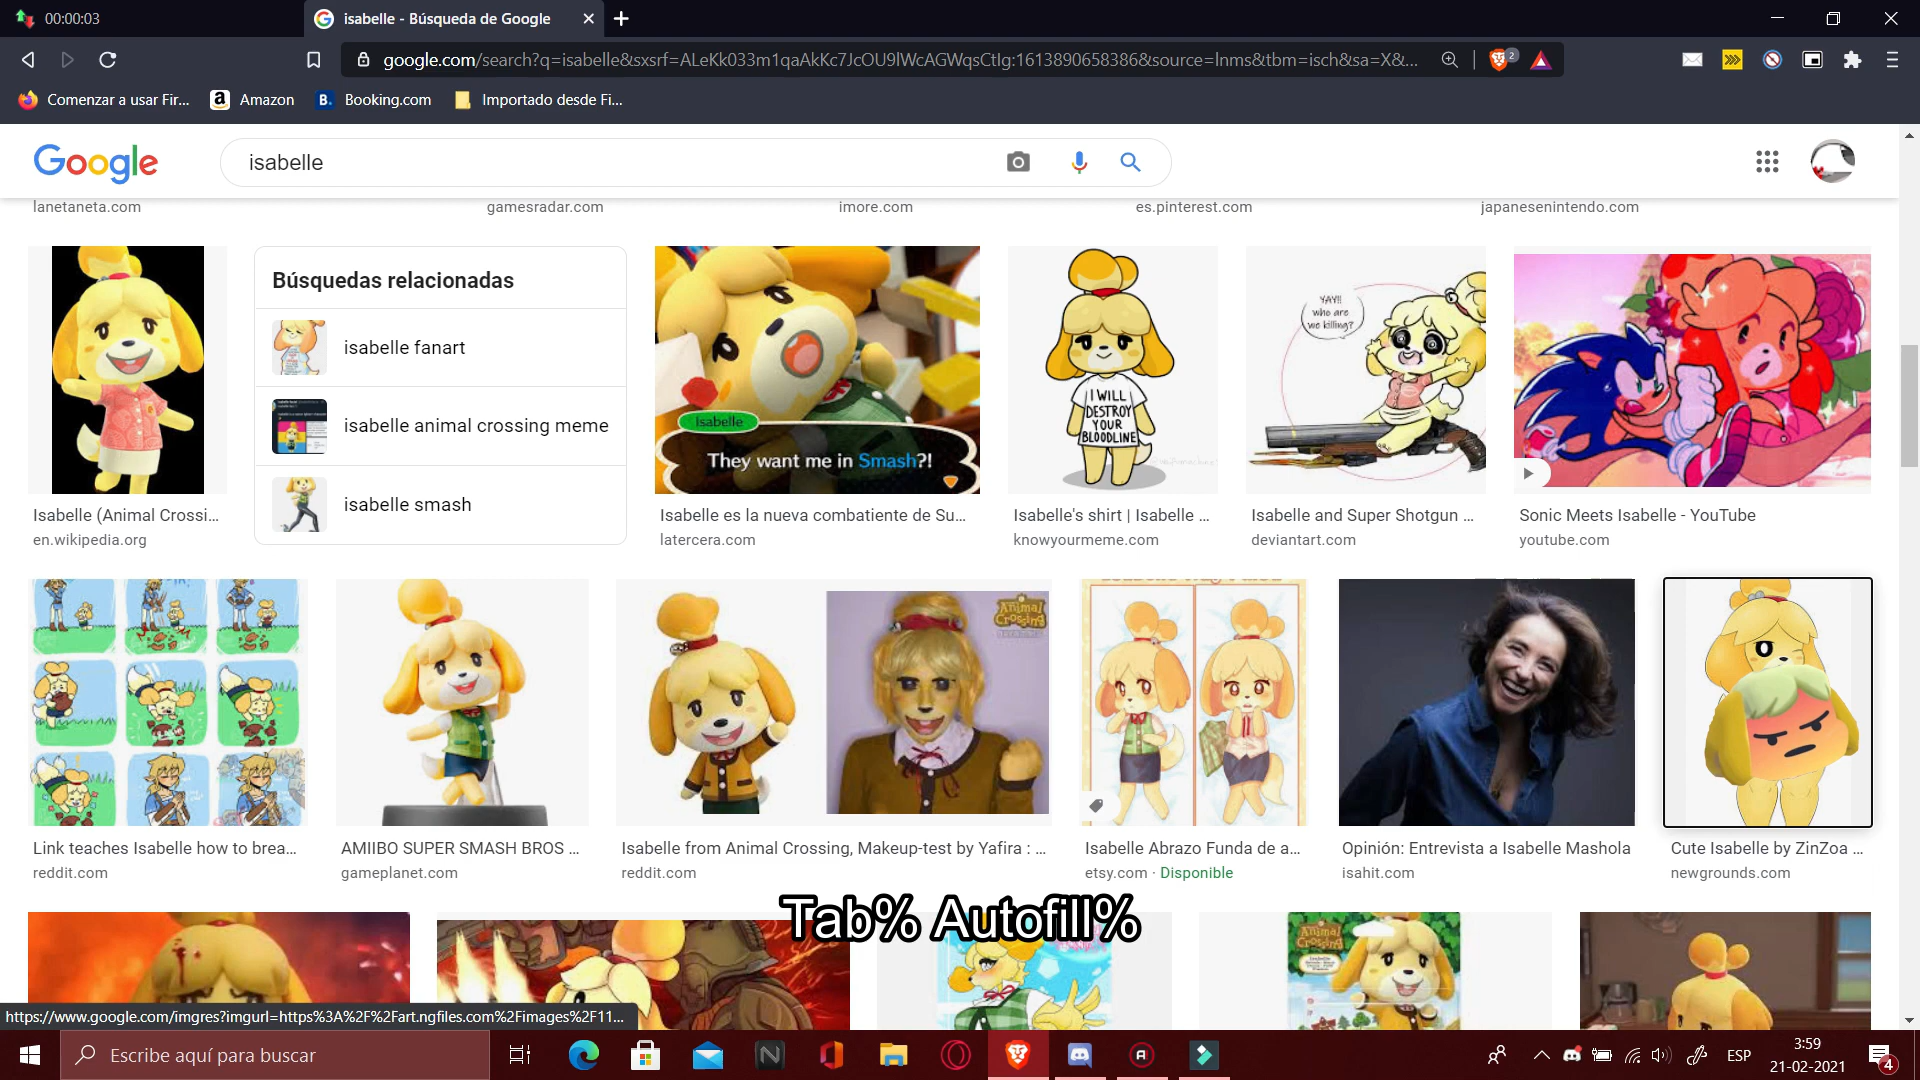 00:00:03
isabelle - Búsqueda de Google
google.com/search?q=isabelle&sxsrf=ALeKk033m1qaAkKc7JcOU9lWcAGWqsCtIg:1613890658386&source=lnms&tbm=isch&sa=X&...
2
Comenzar a usar Fir...
a Amazon
B. Booking.com
Importado desde Fi...
Google
isabelle
lanetaneta.com
gamesradar.com
imore.com
es.pinterest.com
japanesenintendo.com
Búsquedas relacionadas
isabelle fanart
isabelle animal crossing meme
isabelle smash
Isabelle
They want me in Smash?!
I WILL
DESTROY
YOUR
BLOODLINE
YAY!!
who are
we killing?
Isabelle (Animal Crossi...
en.wikipedia.org
Isabelle es la nueva combatiente de Su...
latercera.com
Isabelle's shirt | Isabelle ...
knowyourmeme.com
Isabelle and Super Shotgun ...
deviantart.com
Sonic Meets Isabelle - YouTube
youtube.com
Animal
Crossing
Link teaches Isabelle how to brea...
reddit.com
AMIIBO SUPER SMASH BROS ...
gameplanet.com
Isabelle from Animal Crossing, Makeup-test by Yafira : ...
reddit.com
Isabelle Abrazo Funda de a...
etsy.com · Disponible
Opinión: Entrevista a Isabelle Mashola
isahit.com
Cute Isabelle by ZinZoa ...
newgrounds.com
Tab% Autofill%
Animal
Crossing
https://www.google.com/imgres?imgurl=https%3A%2F%2Fart.ngfiles.com%2Fimages%2F11...
Escribe aquí para buscar
ESP
3:59
21-02-2021
4